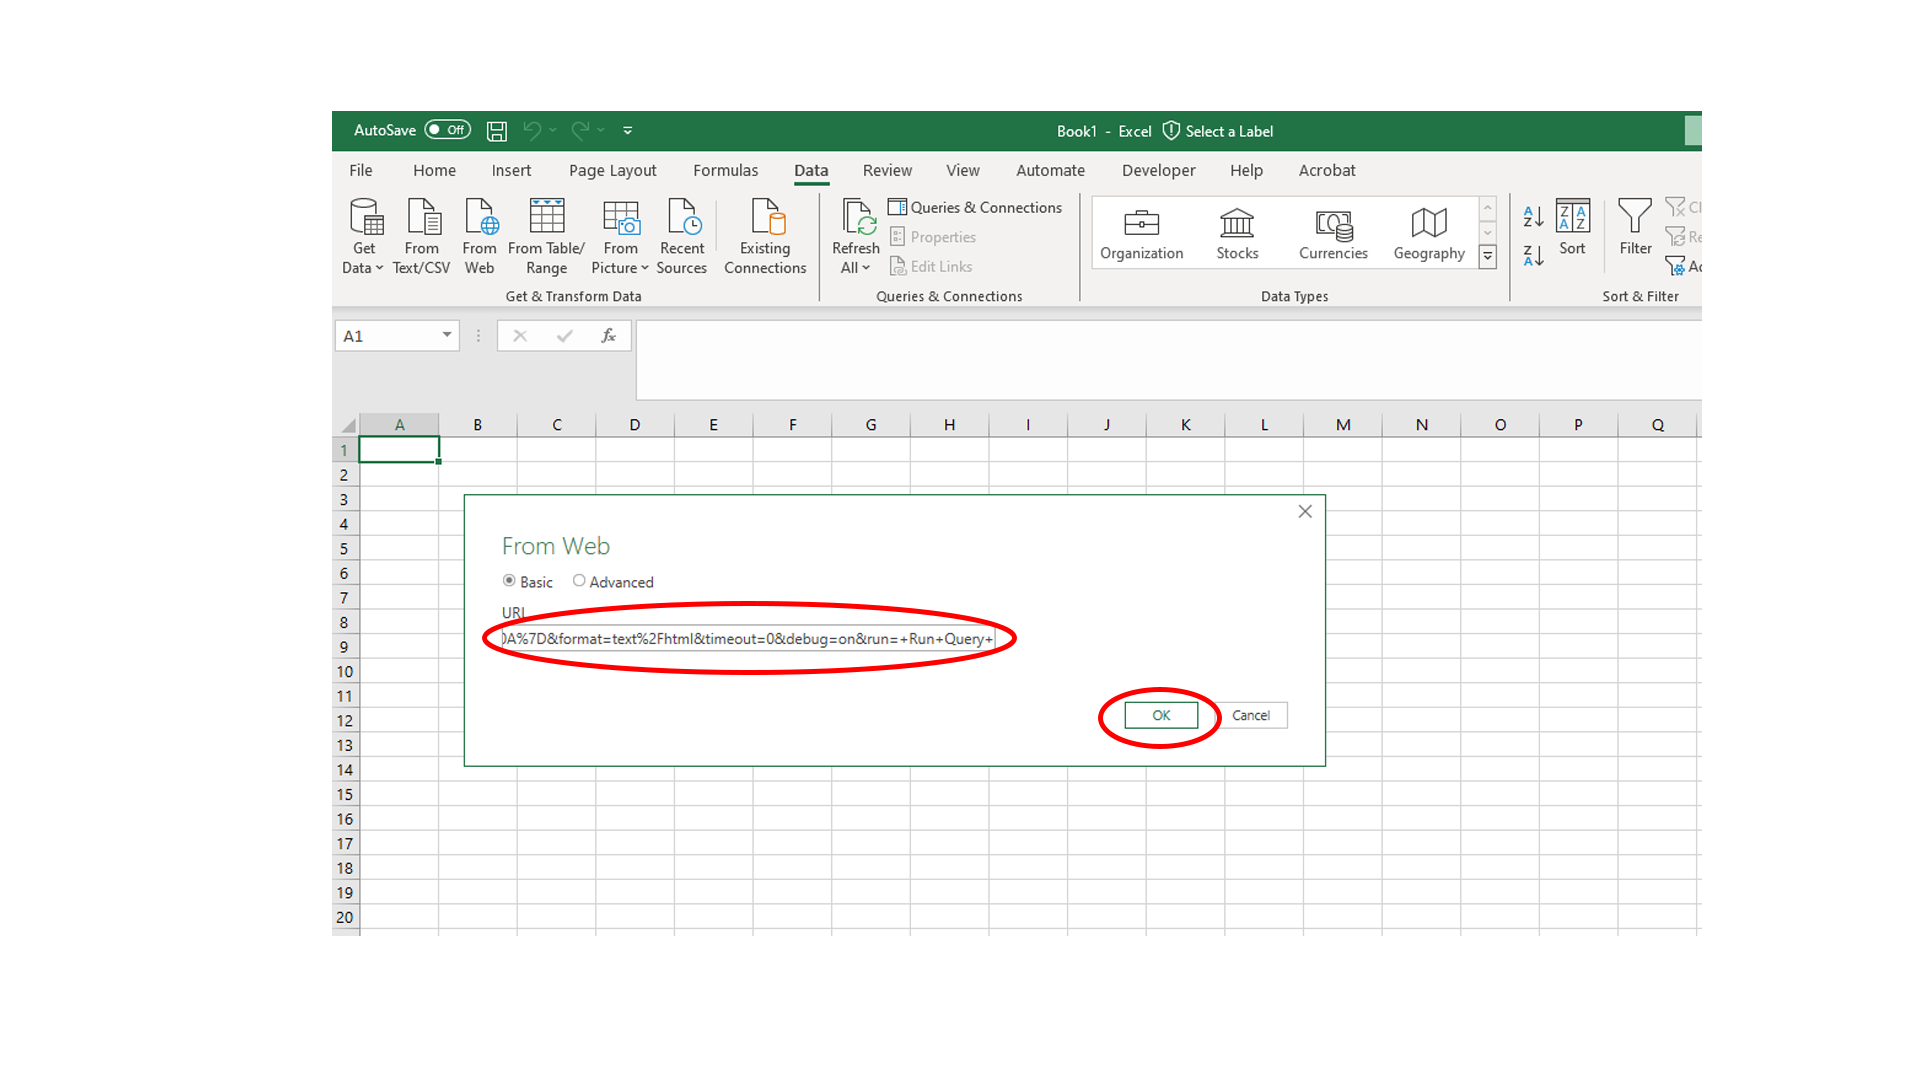 AutoSave Off Book1 - Excel Select a Label
File Home Insert Page Layout Formulas Data Review View Automate Developer Help Acrobat
Get Data From Text/CSV From Web From Table/ Range From Picture Recent Sources Existing Connections
Get & Transform Data
Refresh All Queries & Connections
Properties
Edit Links
Queries & Connections
Organization Stocks Currencies Geography
Data Types
Sort Filter
Sort & Filter
A1 fx
A B C D E F G H I J K L M N O P Q
1
2
3
4
5
6
7
8
9
10
11
12
13
14
15
16
17
18
19
20
From Web
Basic Advanced
URL
0A%7D&format=text%2Fhtml&timeout=0&debug=on&run=+Run+Query+
OK Cancel